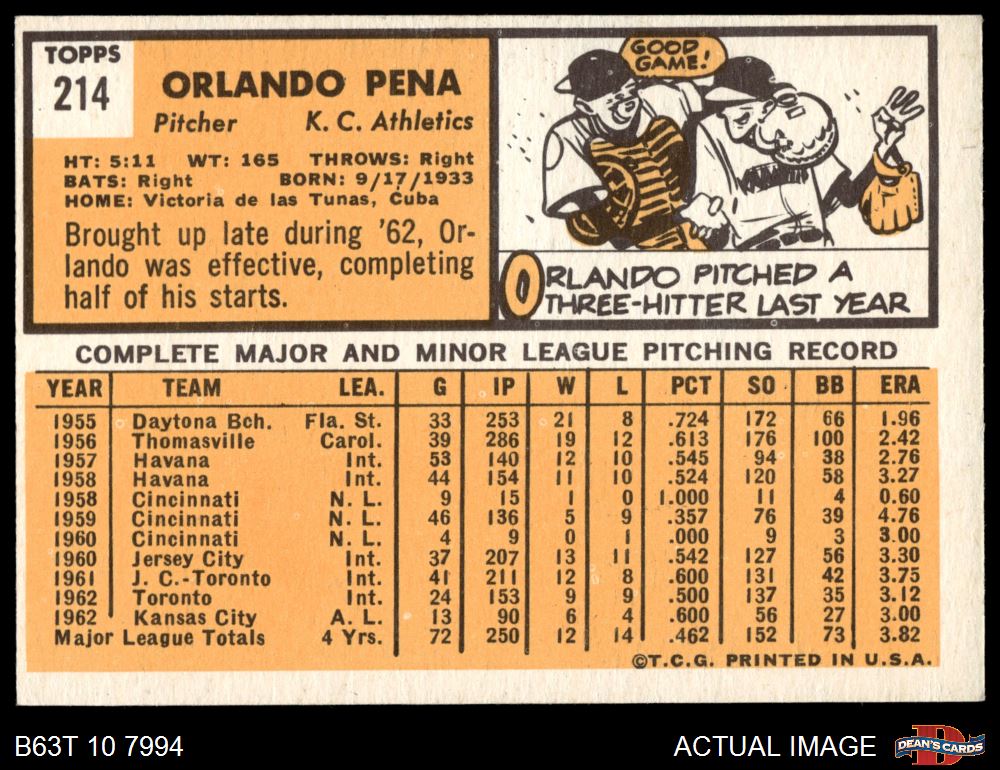 TOPPS
214
ORLANDO PENA
Pitcher K. C. Athletics
HT: 5:11 WT: 165 THROWS: Right
BATS: Right BORN: 9/17/1933
HOME: Victoria de las Tunas, Cuba
Brought up late during '62, Or-
lando was effective, completing
half of his starts.
GOOD
GAME!
ORLANDO PITCHED A
THREE-HITTER LAST YEAR
COMPLETE MAJOR AND MINOR LEAGUE PITCHING RECORD
YEAR TEAM LEA. G IP W L PCT SO BB ERA
1955 Daytona Bch. Fla. St. 33 253 21 8 .724 172 66 1.96
1956 Thomasville Carol. 39 286 19 12 .613 176 100 2.42
1957 Havana Int. 53 140 12 10 .545 94 38 2.76
1958 Havana Int. 44 154 11 10 .524 120 58 3.27
1958 Cincinnati N. L. 9 15 1 0 1.000 11 4 0.60
1959 Cincinnati N. L. 46 136 5 9 .357 76 39 4.76
1960 Cincinnati N. L. 4 9 0 1 .000 9 3 3.00
1960 Jersey City Int. 37 207 13 11 .542 127 56 3.30
1961 J. C.-Toronto Int. 41 211 12 8 .600 131 42 3.75
1962 Toronto Int. 24 153 9 9 .500 137 35 3.12
1962 Kansas City A. L. 13 90 6 4 .600 56 27 3.00
Major League Totals 4 Yrs. 72 250 12 14 .462 152 73 3.82
©T.C.G. PRINTED IN U.S.A.
B63T 10 7994 ACTUAL IMAGE DEAN'S CARDS